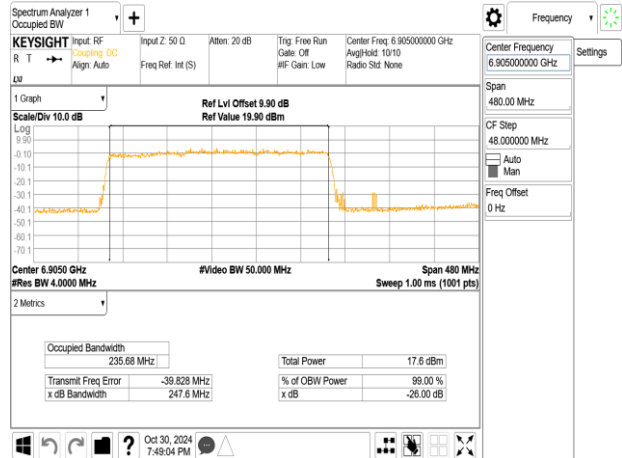 Spectrum Analyzer 1
Occupied BW
Frequency
KEYSIGHT
R T
LXI
Input: RF
Coupling: DC
Align: Auto
Input Z: 50 Ω
Freq Ref: Int (S)
Atten: 20 dB
Trig: Free Run
Gate: Off
#IF Gain: Low
Center Freq: 6.905000000 GHz
Avg|Hold: 10/10
Radio Std: None
Center Frequency
6.905000000 GHz
Settings
Span
480.00 MHz
CF Step
48.000000 MHz
Auto
Man
Freq Offset
0 Hz
1 Graph
Scale/Div 10.0 dB
Ref Lvl Offset 9.90 dB
Ref Value 19.90 dBm
Log
9.90
-0.10
-10.1
-20.1
-30.1
-40.1
-50.1
-60.1
-70.1
Center 6.9050 GHz
#Res BW 4.0000 MHz
#Video BW 50.000 MHz
Span 480 MHz
Sweep 1.00 ms (1001 pts)
2 Metrics
Occupied Bandwidth
235.68 MHz
Transmit Freq Error -39.828 MHz
x dB Bandwidth 247.6 MHz
Total Power 17.6 dBm
% of OBW Power 99.00 %
x dB -26.00 dB
?
Oct 30, 2024
7:49:04 PM